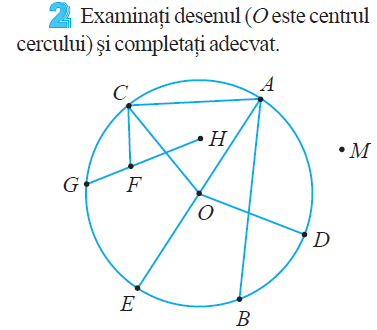 2 Examinați desenul (O este centrul
cercului) și completați adecvat.
C
A
H
M
G
F
O
D
E
B